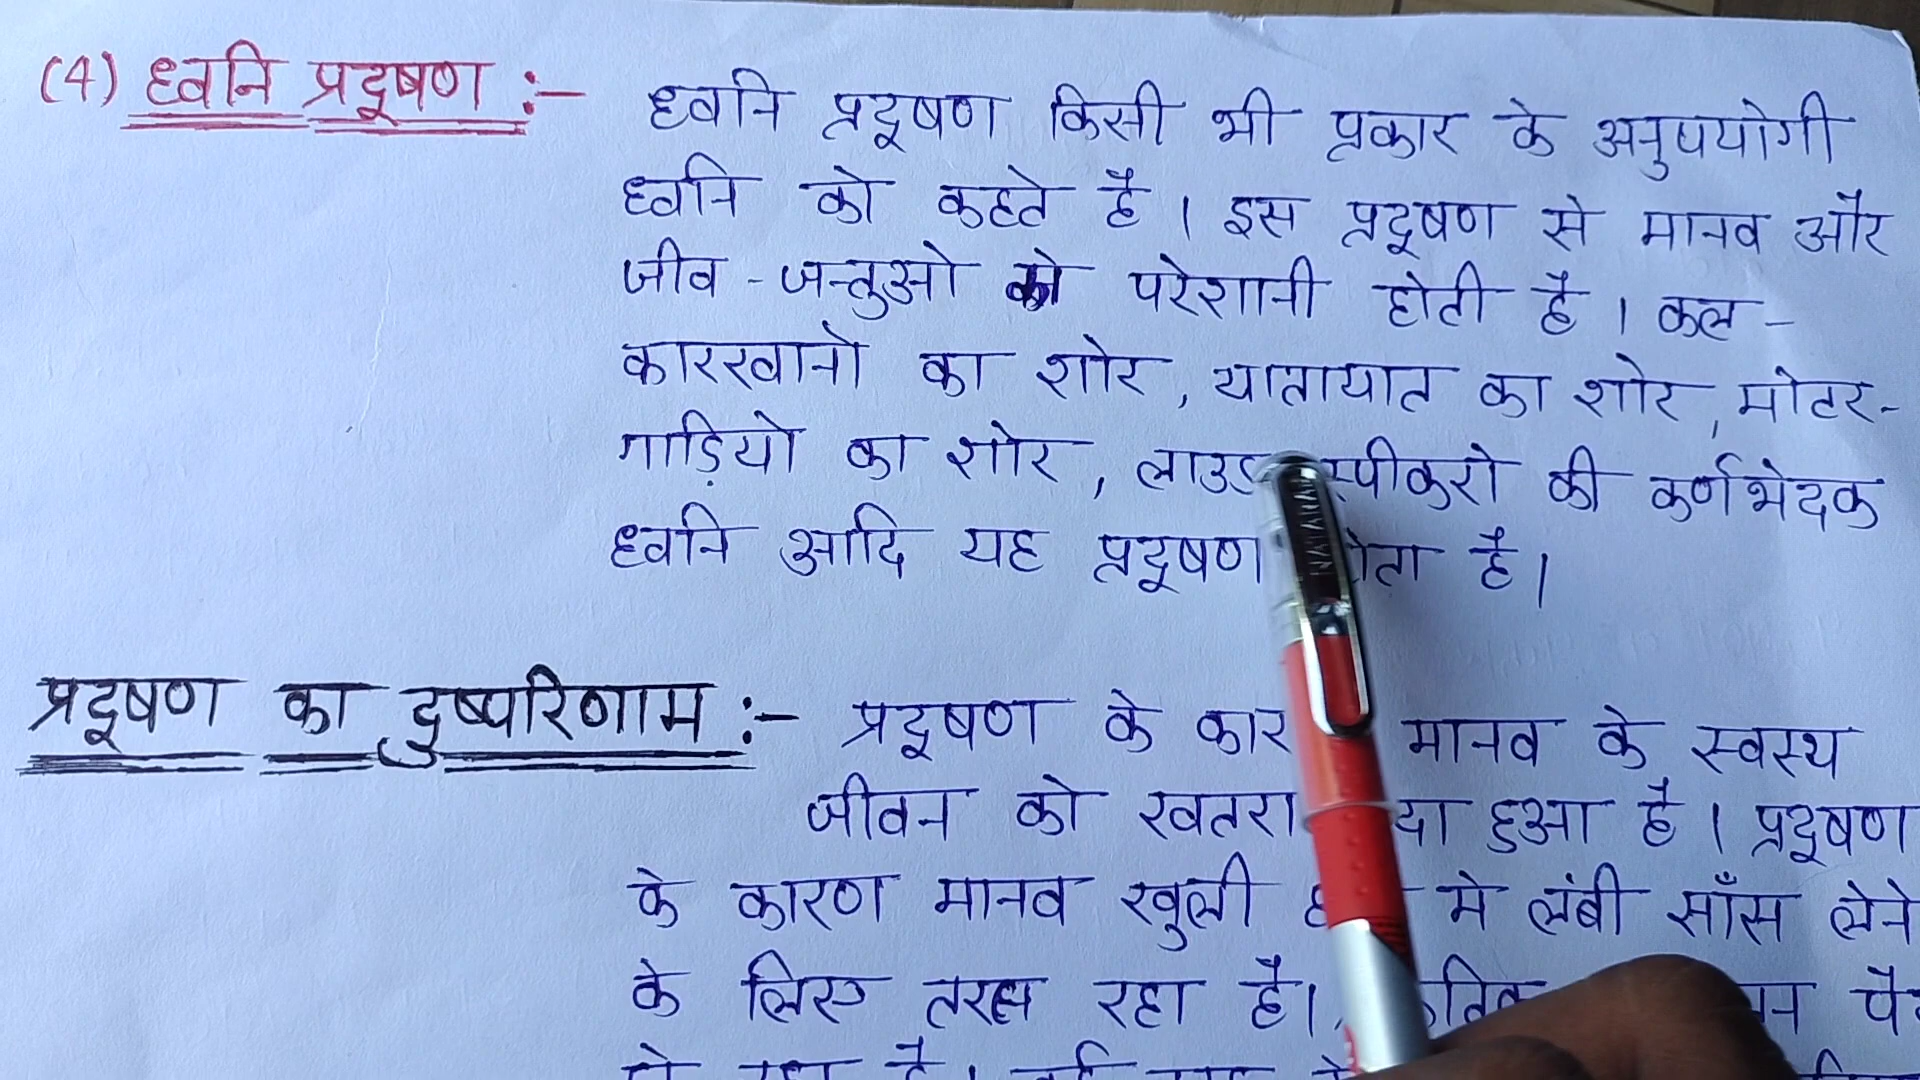 (4) ध्वनि प्रदूषण :- ध्वनि प्रदूषण किसी भी प्रकार के अनुपयोगी
ध्वनि को कहते है । इस प्रदूषण से मानव और
जीव - जन्तुओ को परेशानी होती है । कल -
कारखानो का शोर , यातायात का शोर , मोटर-
गाड़ियो का शोर , की कर्णभेदक
ध्वनि आदि यह प्रदूषण है ।
प्रदूषण का दुष्परिणाम :- प्रदूषण के मानव के स्वस्थ
जीवन को खतरा हुआ है । प्रदूषण
के कारण मानव खुली मे लंबी साँस लेने
के लिए तरस रहा है ।